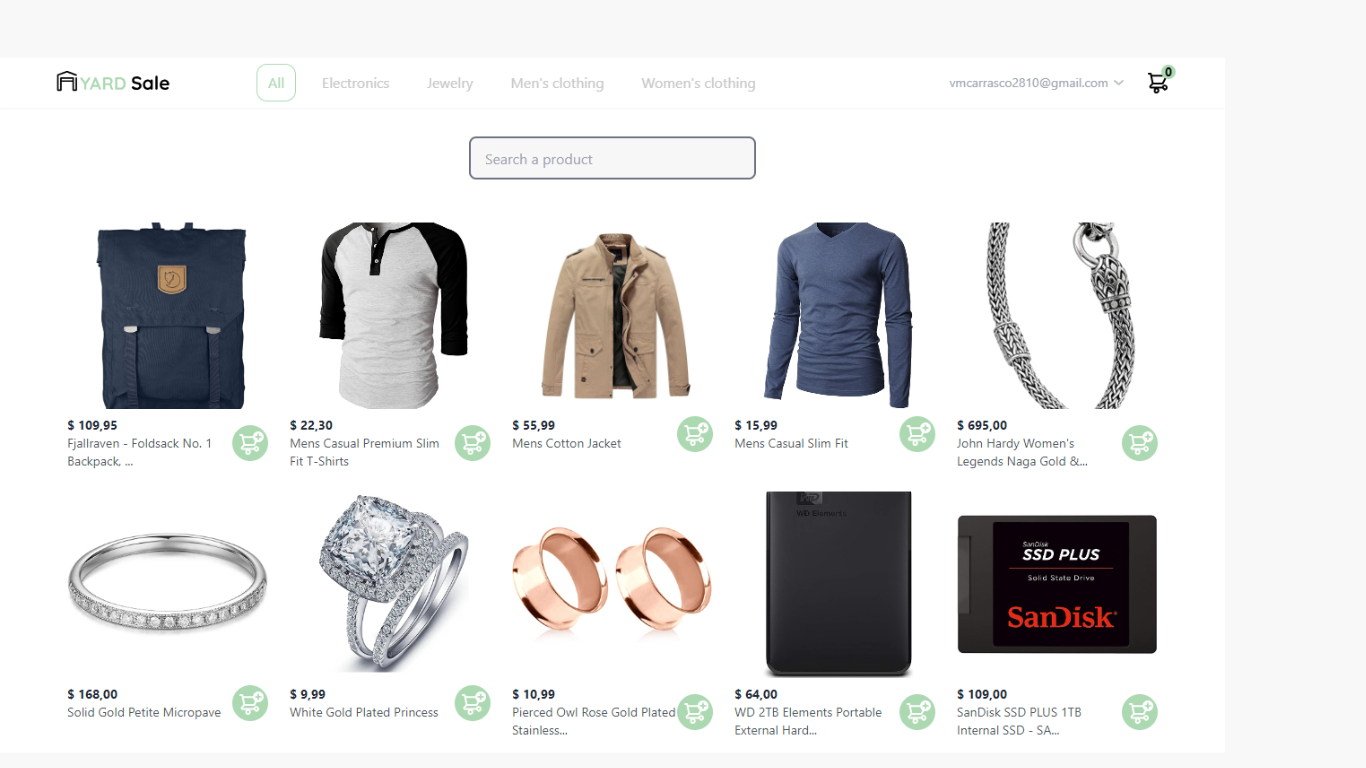 YARD Sale
All
Electronics
Jewelry
Men's clothing
Women's clothing
vmcarrasco2810@gmail.com
0
Search a product
$ 109,95
Fjallraven - Foldsack No. 1
Backpack, ...
$ 22,30
Mens Casual Premium Slim
Fit T-Shirts
$ 55,99
Mens Cotton Jacket
$ 15,99
Mens Casual Slim Fit
$ 695,00
John Hardy Women's
Legends Naga Gold &...
WD Elements
SanDisk
SSD PLUS
Solid State Drive
SanDisk
$ 168,00
Solid Gold Petite Micropave
$ 9,99
White Gold Plated Princess
$ 10,99
Pierced Owl Rose Gold Plated
Stainless...
$ 64,00
WD 2TB Elements Portable
External Hard...
$ 109,00
SanDisk SSD PLUS 1TB
Internal SSD - SA...